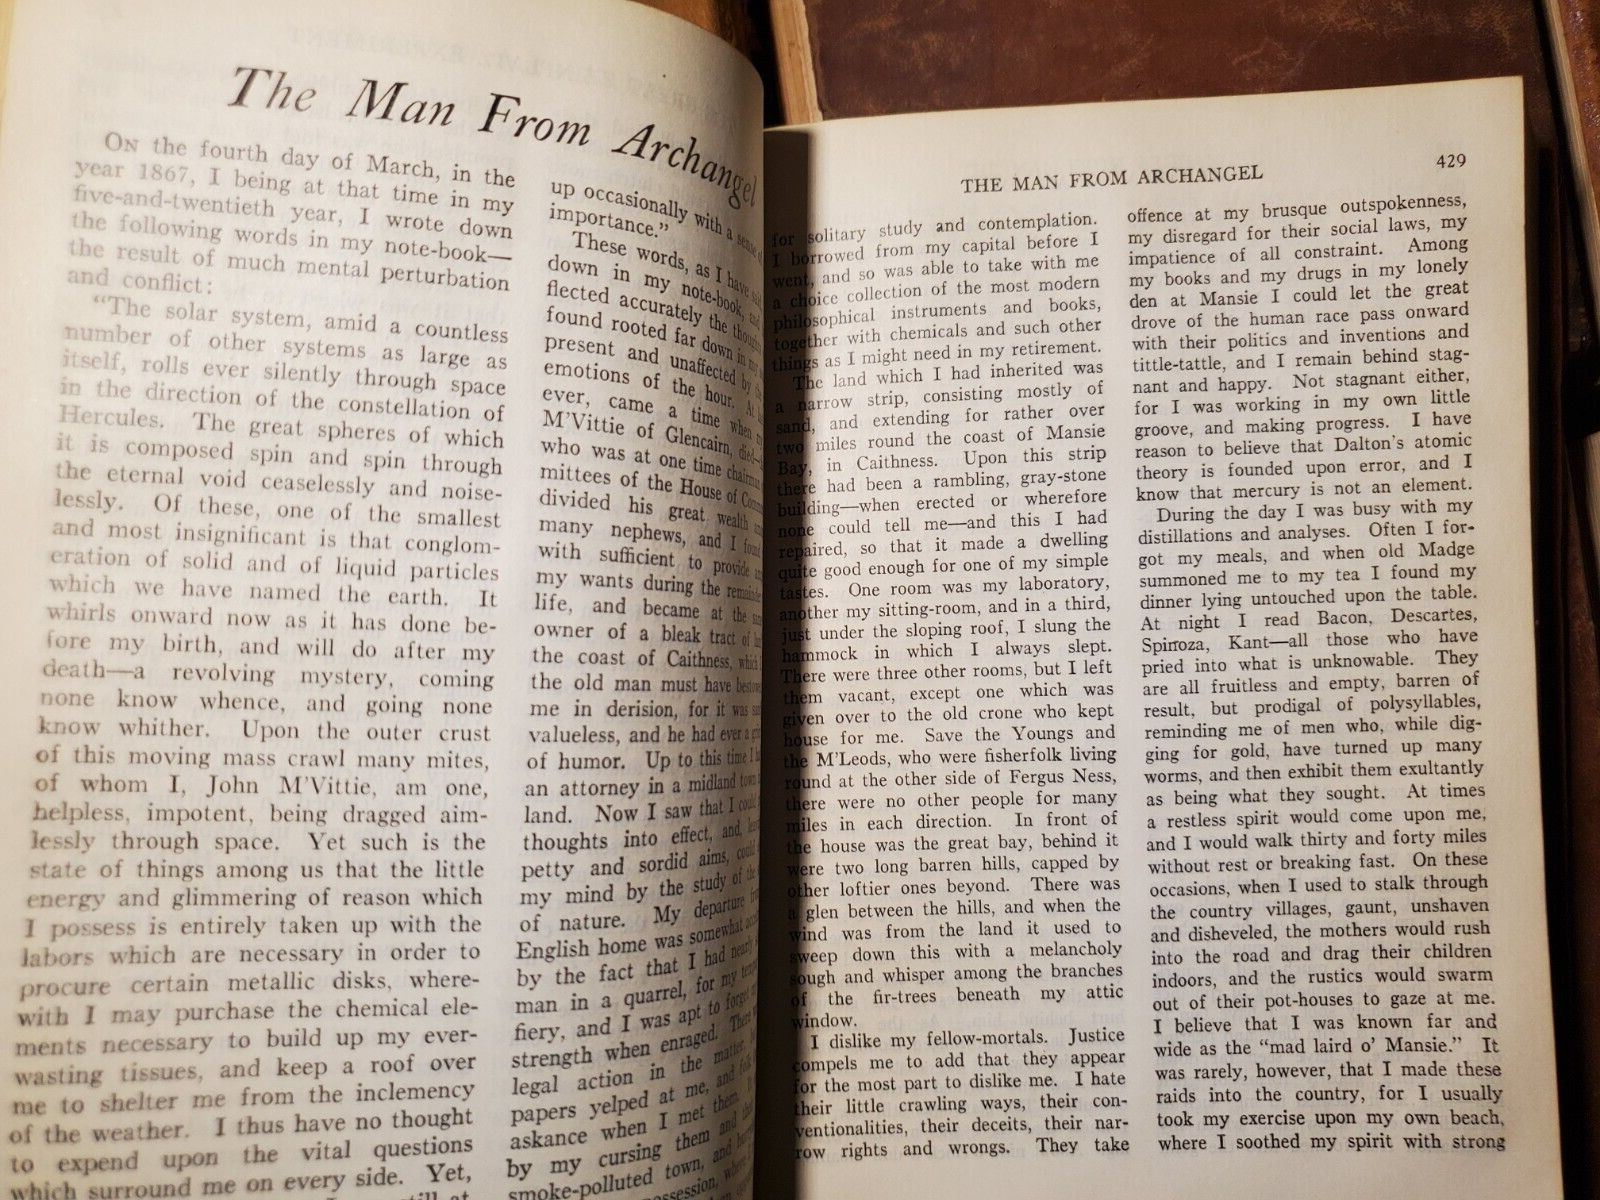 The Man From Archangel
ON the fourth day of March, in the
year 1867, I being at that time in my
five-and-twentieth year, I wrote down
the following words in my note-book—
the result of much mental perturbation
and conflict:
"The solar system, amid a countless
number of other systems as large as
itself, rolls ever silently through space
in the direction of the constellation of
Hercules. The great spheres of which
it is composed spin and spin through
the eternal void ceaselessly and noise-
lessly. Of these, one of the smallest
and most insignificant is that conglom-
eration of solid and of liquid particles
which we have named the earth. It
whirls onward now as it has done be-
fore my birth, and will do after my
death—a revolving mystery, coming
none know whence, and going none
know whither. Upon the outer crust
of this moving mass crawl many mites,
of whom I, John M'Vittie, am one,
helpless, impotent, being dragged aim-
lessly through space. Yet such is the
state of things among us that the little
energy and glimmering of reason which
I possess is entirely taken up with the
labors which are necessary in order to
procure certain metallic disks, where-
with I may purchase the chemical ele-
ments necessary to build up my ever-
wasting tissues, and keep a roof over
me to shelter me from the inclemency
of the weather. I thus have no thought
to expend upon the vital questions
which surround me on every side. Yet,
up occasionally with a sense of
importance."
These words, as I have said
down in my note-book, and
flected accurately the thoughts
found rooted far down in my
present and unaffected by the
emotions of the hour. At
ever, came a time when
M'Vittie of Glencairn, died—
who was at one time chairman
mittees of the House of
divided his great wealth
many nephews, and I found
with sufficient to provide
my wants during the remainder
life, and became at the
owner of a bleak tract of
the coast of Caithness, which
the old man must have bestowed
me in derision, for it was
valueless, and he had ever a
of humor. Up to this time I
an attorney in a midland town
land. Now I saw that I could
thoughts into effect, and,
petty and sordid aims, could
my mind by the study of the
of nature. My departure from
English home was somewhat
by the fact that I had nearly
man in a quarrel, for my temper
fiery, and I was apt to forget
strength when enraged. There
legal action in the matter,
papers yelped at me, and folk
askance when I met them.
by my cursing them and
smoke-polluted town, and
possession, where
THE MAN FROM ARCHANGEL
429
for solitary study and contemplation.
I borrowed from my capital before I
went, and so was able to take with me
a choice collection of the most modern
philosophical instruments and books,
together with chemicals and such other
things as I might need in my retirement.
The land which I had inherited was
a narrow strip, consisting mostly of
sand, and extending for rather over
two miles round the coast of Mansie
Bay, in Caithness. Upon this strip
there had been a rambling, gray-stone
building—when erected or wherefore
none could tell me—and this I had
repaired, so that it made a dwelling
quite good enough for one of my simple
tastes. One room was my laboratory,
another my sitting-room, and in a third,
just under the sloping roof, I slung the
hammock in which I always slept.
There were three other rooms, but I left
them vacant, except one which was
given over to the old crone who kept
house for me. Save the Youngs and
the M'Leods, who were fisherfolk living
round at the other side of Fergus Ness,
there were no other people for many
miles in each direction. In front of
the house was the great bay, behind it
were two long barren hills, capped by
other loftier ones beyond. There was
a glen between the hills, and when the
wind was from the land it used to
sweep down this with a melancholy
sough and whisper among the branches
of the fir-trees beneath my attic
window.
I dislike my fellow-mortals. Justice
compels me to add that they appear
for the most part to dislike me. I hate
their little crawling ways, their con-
ventionalities, their deceits, their nar-
row rights and wrongs. They take
offence at my brusque outspokenness,
my disregard for their social laws, my
impatience of all constraint. Among
my books and my drugs in my lonely
den at Mansie I could let the great
drove of the human race pass onward
with their politics and inventions and
tittle-tattle, and I remain behind stag-
nant and happy. Not stagnant either,
for I was working in my own little
groove, and making progress. I have
reason to believe that Dalton's atomic
theory is founded upon error, and I
know that mercury is not an element.
During the day I was busy with my
distillations and analyses. Often I for-
got my meals, and when old Madge
summoned me to my tea I found my
dinner lying untouched upon the table.
At night I read Bacon, Descartes,
Spinoza, Kant—all those who have
pried into what is unknowable. They
are all fruitless and empty, barren of
result, but prodigal of polysyllables,
reminding me of men who, while dig-
ging for gold, have turned up many
worms, and then exhibit them exultantly
as being what they sought. At times
a restless spirit would come upon me,
and I would walk thirty and forty miles
without rest or breaking fast. On these
occasions, when I used to stalk through
the country villages, gaunt, unshaven
and disheveled, the mothers would rush
into the road and drag their children
indoors, and the rustics would swarm
out of their pot-houses to gaze at me.
I believe that I was known far and
wide as the "mad laird o' Mansie." It
was rarely, however, that I made these
raids into the country, for I usually
took my exercise upon my own beach,
where I soothed my spirit with strong